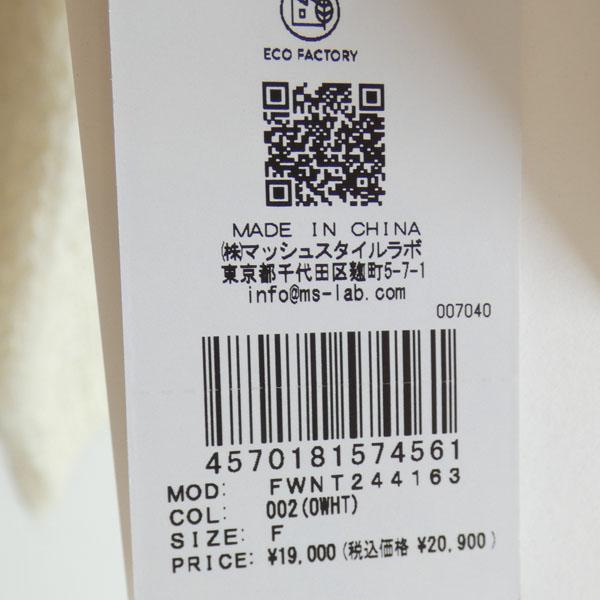 ECO FACTORY
MADE IN CHINA
㈱マッシュスタイルラボ
東京都千代田区麹町5-7-1
info@ms-lab.com
007040
4570181574561
MOD: FWNT244163
COL: 002(OWHT)
SIZE: F
PRICE: ¥19,000(税込価格 ¥20,900)